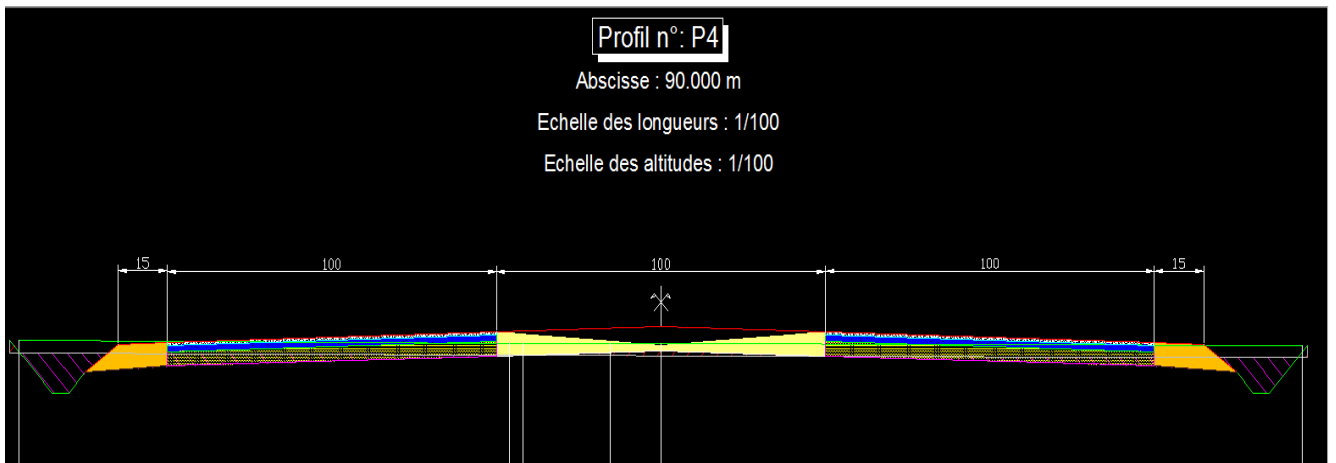 Profil n°: P4
Abscisse : 90.000 m
Echelle des longueurs : 1/100
Echelle des altitudes : 1/100
15 100 100 100 15